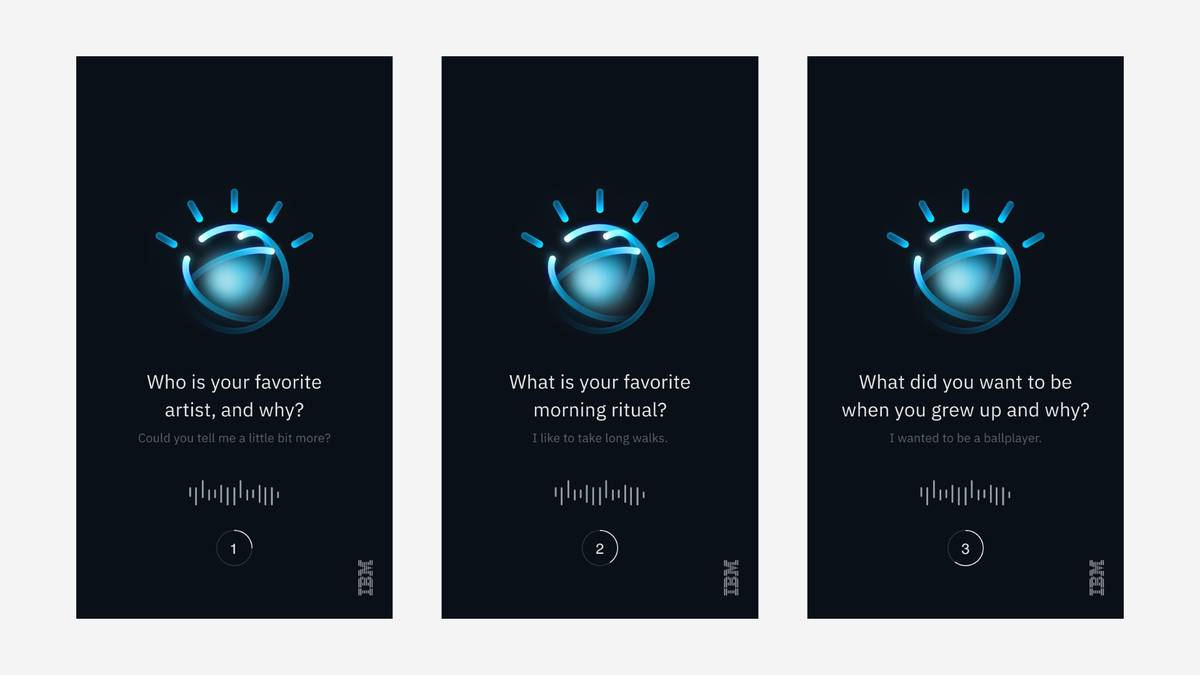 Who is your favorite
artist, and why?
Could you tell me a little bit more?
1
IBM
What is your favorite
morning ritual?
I like to take long walks.
2
IBM
What did you want to be
when you grew up and why?
I wanted to be a ballplayer.
3
IBM